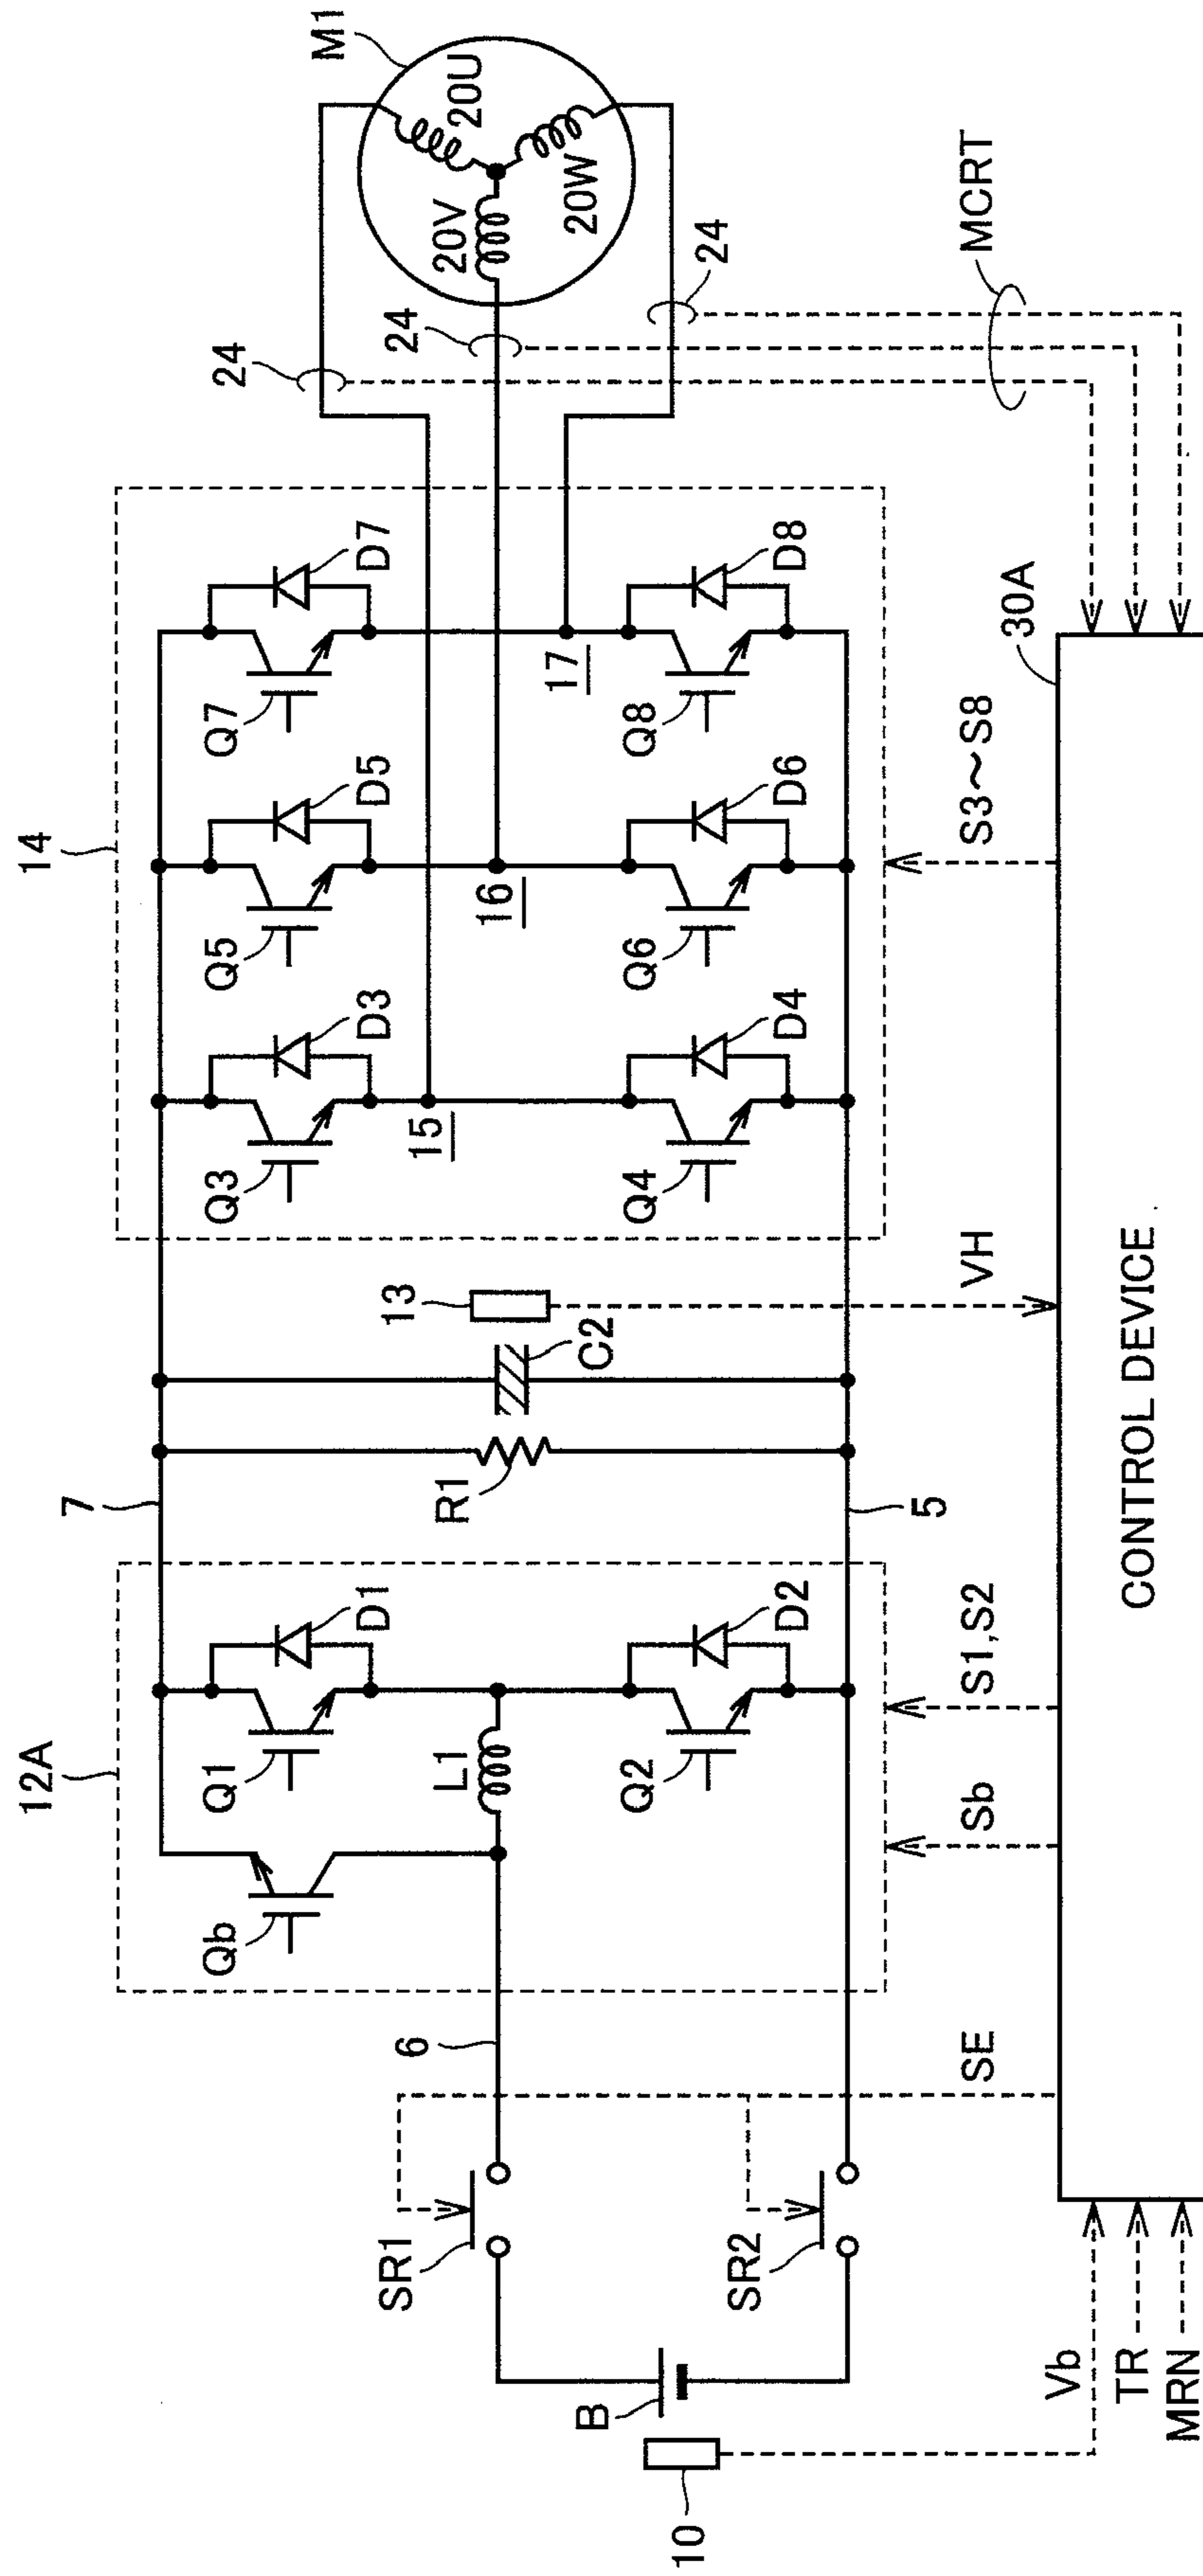 M1
20U
20V
20W
24
24
24
MCRT
14
Q7
D7
Q5
D5
Q3
D3
17
16
15
Q8
D8
Q6
D6
Q4
D4
S3~S8
30A
13
C2
R1
VH
7
5
12A
Q1
D1
Qb
L1
Q2
D2
S1,S2
Sb
CONTROL DEVICE
6
SE
SR1
SR2
B
10
Vb
TR
MRN